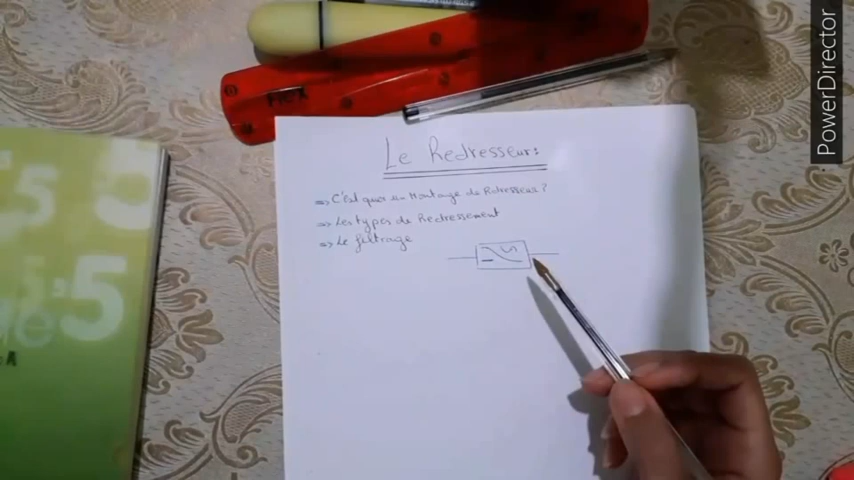 Le Redresseur:
=> C'est quoi un Montage de Redresseur?
=> Les types de Redressement
=> Le filtrage
PowerDirector